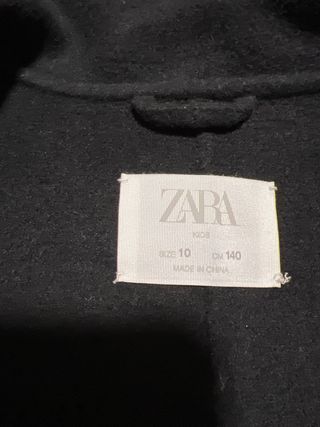 ZARA
KIDS
SIZE 10 CM 140
MADE IN CHINA